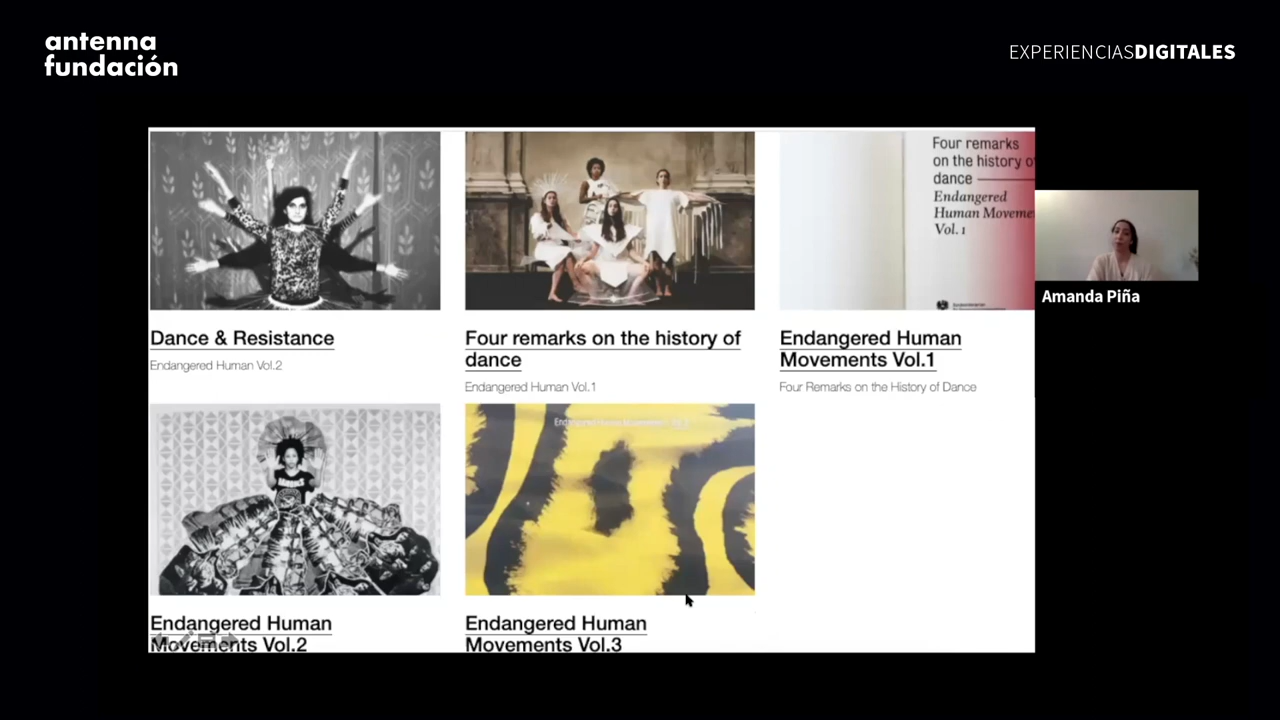 antenna
fundación
EXPERIENCIASDIGITALES
Four remarks
on the history o
dance
Endangered
Human Moveme
Vol. 1
Amanda Piña
Dance & Resistance
Endangered Human Vol.2
Four remarks on the history of
dance
Endangered Human Vol.1
Endangered Human
Movements Vol.1
Four Remarks on the History of Dance
Endangered Human
Movements Vol.2
Endangered Human
Movements Vol.3